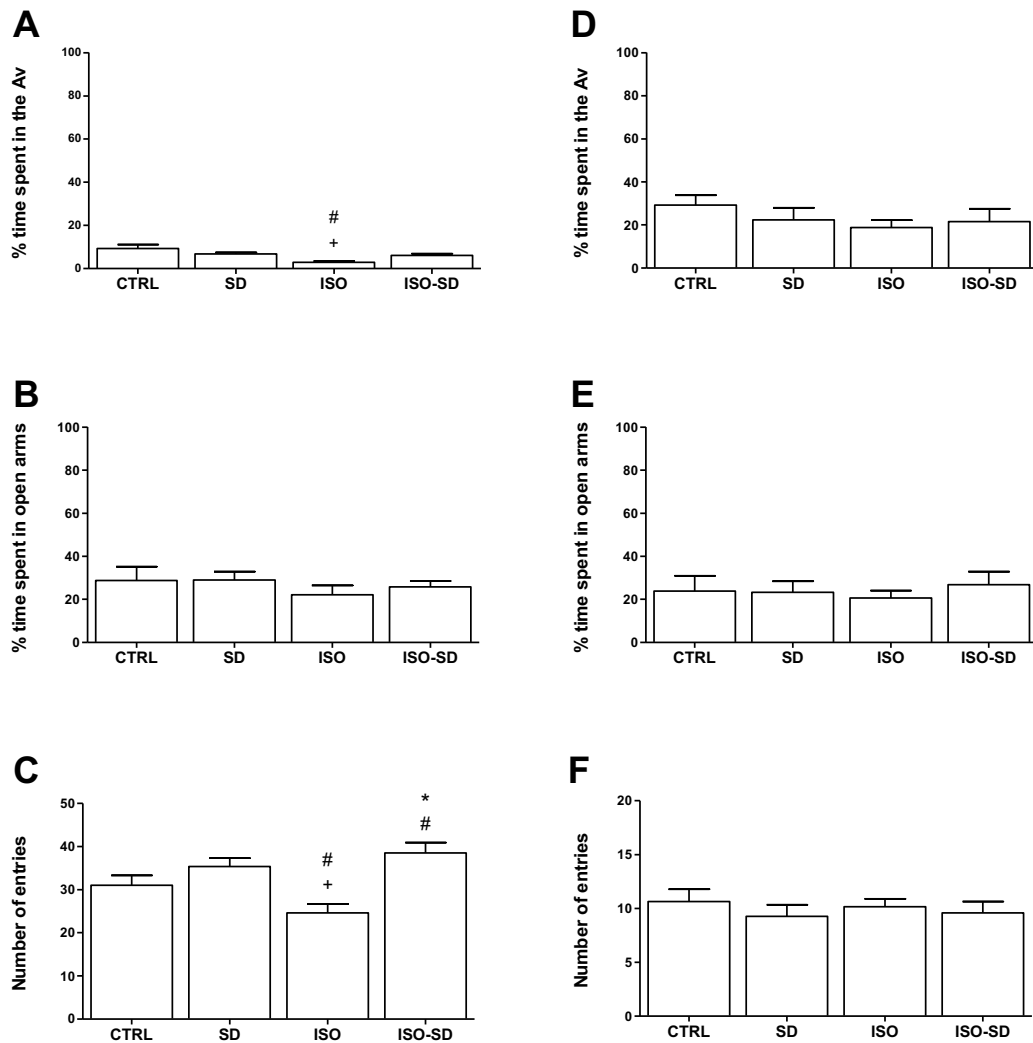 A
% time spent in the Av
100
80
60
40
20
0
#
+
CTRL SD ISO ISO-SD
D
% time spent in the Av
100
80
60
40
20
0
CTRL SD ISO ISO-SD
B
% time spent in open arms
100
80
60
40
20
0
CTRL SD ISO ISO-SD
E
% time spent in open arms
100
80
60
40
20
0
CTRL SD ISO ISO-SD
C
Number of entries
50
40
30
20
10
0
#
+
*
#
CTRL SD ISO ISO-SD
F
Number of entries
20
15
10
5
0
CTRL SD ISO ISO-SD